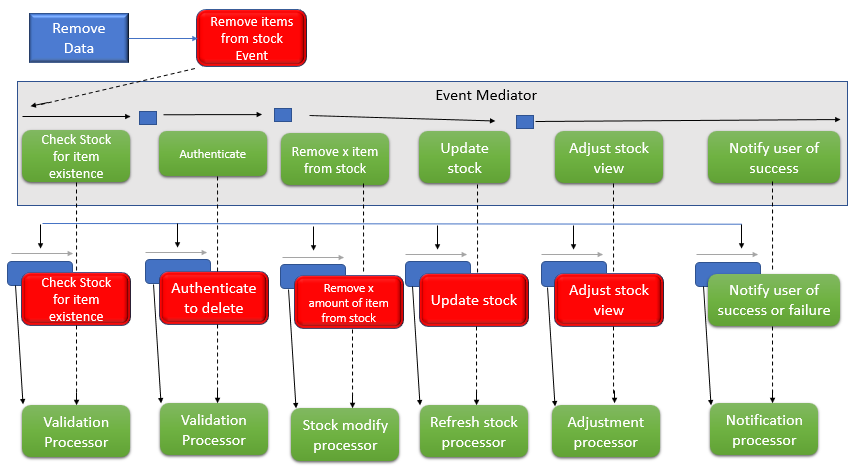 Remove
Data
Remove items
from stock
Event
Event Mediator
Check Stock
for item
existence
Authenticate
Remove x item
from stock
Update
stock
Adjust stock
view
Notify user of
success
Check Stock
for item
existence
Authenticate
to delete
Remove x
amount of item
from stock
Update stock
Adjust stock
view
Notify user of
success or failure
Validation
Processor
Validation
Processor
Stock modify
processor
Refresh stock
processor
Adjustment
processor
Notification
processor